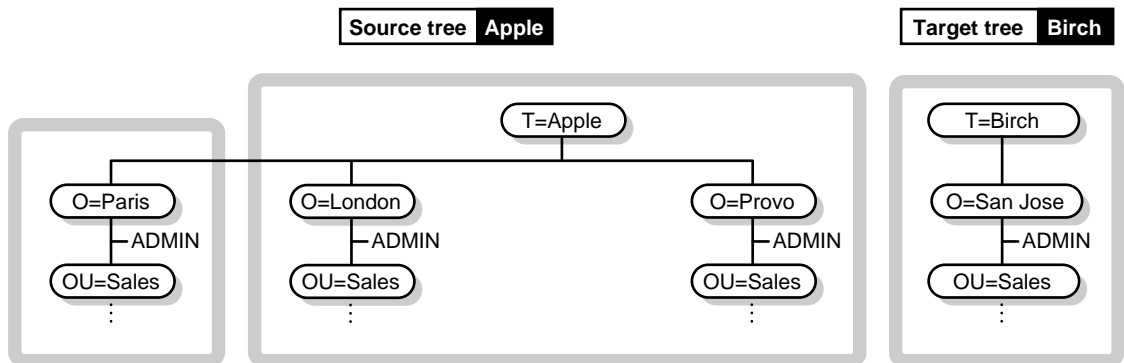 Source tree Apple
Target tree Birch
T=Apple
T=Birch
O=Paris
O=London
O=Provo
O=San Jose
ADMIN
ADMIN
ADMIN
ADMIN
OU=Sales
OU=Sales
OU=Sales
OU=Sales